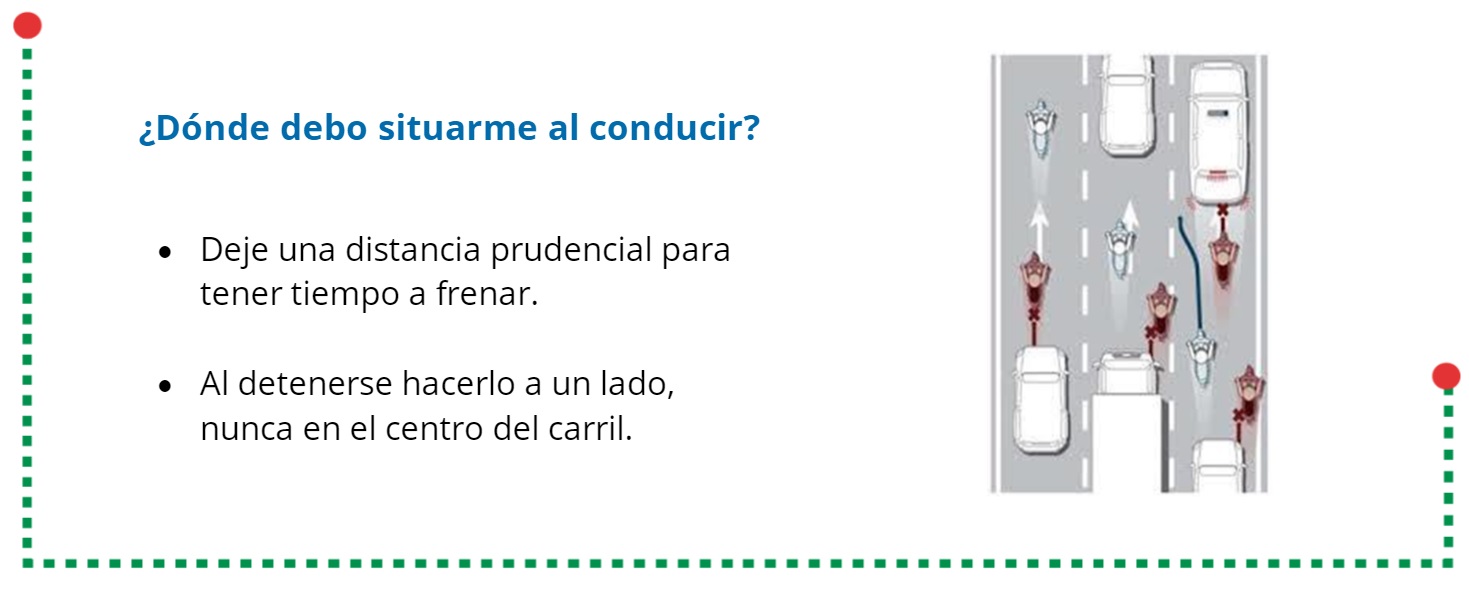 ¿Dónde debo situarme al conducir?
• Deje una distancia prudencial para
tener tiempo a frenar.
• Al detenerse hacerlo a un lado,
nunca en el centro del carril.